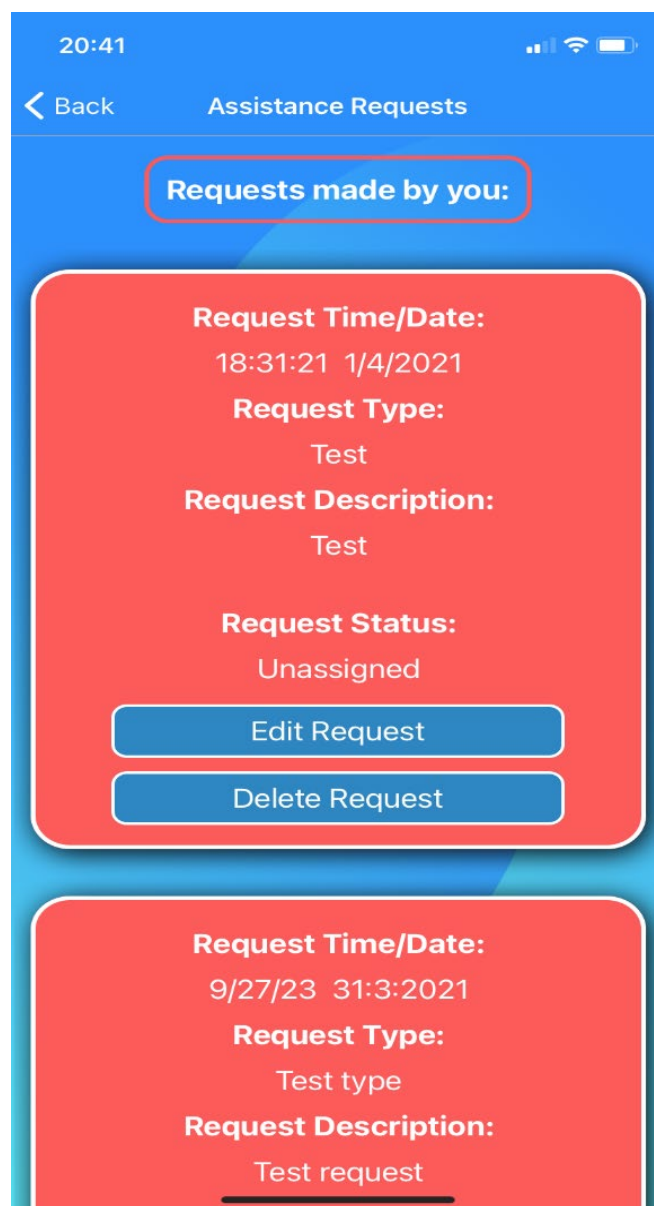 20:41
Back Assistance Requests
Requests made by you:
Request Time/Date:
18:31:21 1/4/2021
Request Type:
Test
Request Description:
Test
Request Status:
Unassigned
Edit Request
Delete Request
Request Time/Date:
9/27/23 31:3:2021
Request Type:
Test type
Request Description:
Test request